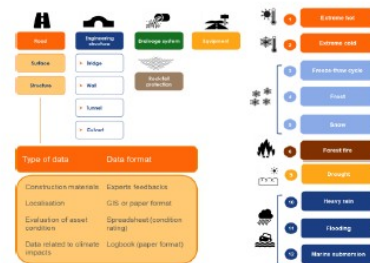 Road
Engineering structure
Drainage system
Equipment
Surface
Structure
Bridge
Wall
Tunnel
Culvert
Rockfall protection
Type of data
Data format
Construction materials
Experts feedbacks
Localisation
GIS or paper format
Evaluation of asset condition
Spreadsheet (condition rating)
Data related to climate impacts
Logbook (paper format)
1 Extreme hot
2 Extreme cold
3 Freeze-thaw cycle
4 Frost
5 Snow
6 Forest fire
9 Drought
10 Heavy rain
11 Flooding
12 Marine submersion